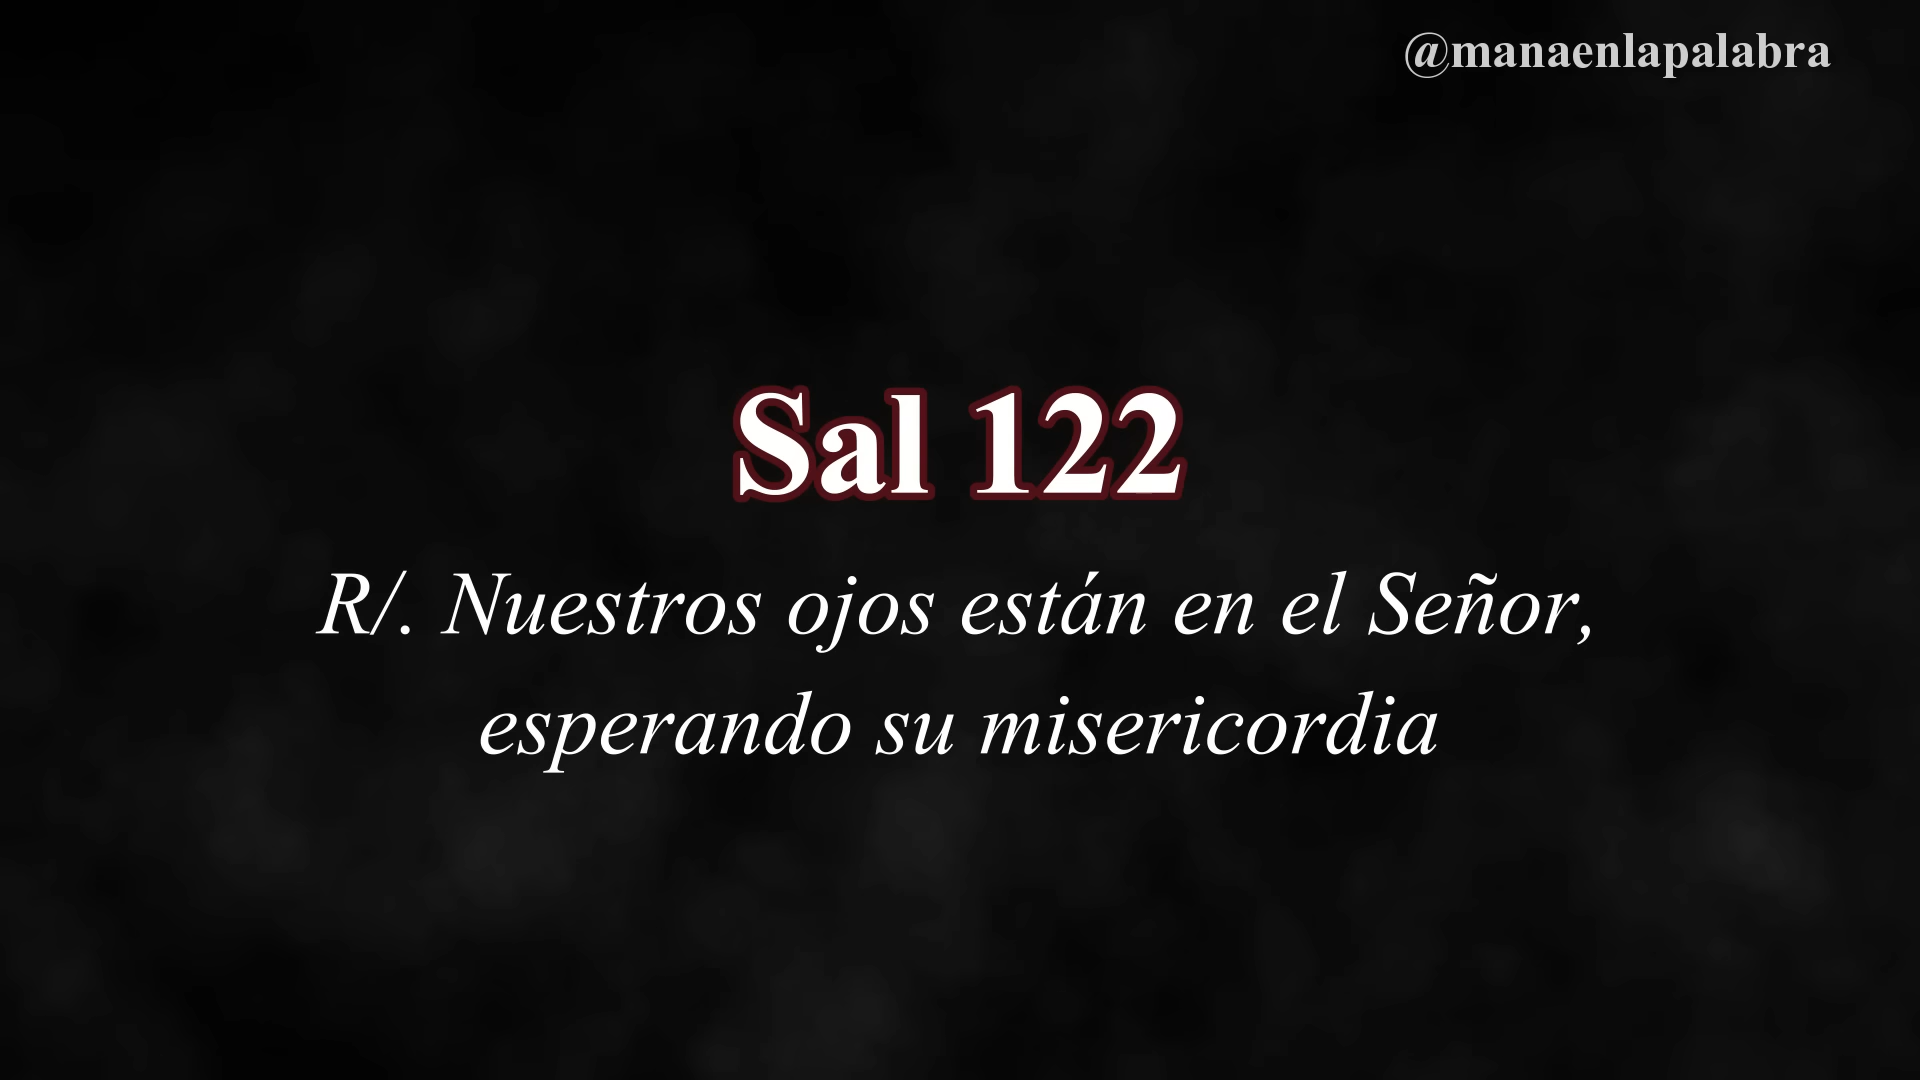 @manaenlapalabra
Sal 122
R/. Nuestros ojos están en el Señor,
esperando su misericordia